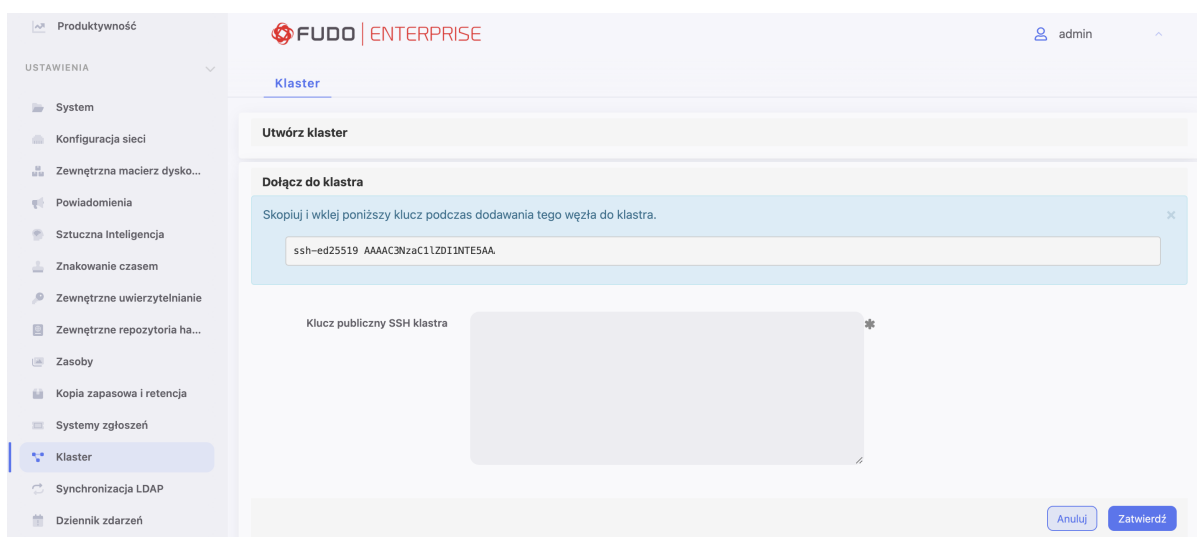 Produktywność
USTAWIENIA
System
Konfiguracja sieci
Zewnętrzna macierz dysko...
Powiadomienia
Sztuczna Inteligencja
Znakowanie czasem
Zewnętrzne uwierzytelnianie
Zewnętrzne repozytoria ha...
Zasoby
Kopia zapasowa i retencja
Systemy zgłoszeń
Klaster
Synchronizacja LDAP
Dziennik zdarzeń
FUDO ENTERPRISE
admin
Klaster
Utwórz klaster
Dołącz do klastra
Skopiuj i wklej poniższy klucz podczas dodawania tego węzła do klastra.
ssh-ed25519 AAAAC3NzaC1lZDI1NTE5AA
Klucz publiczny SSH klastra
Anuluj
Zatwierdź